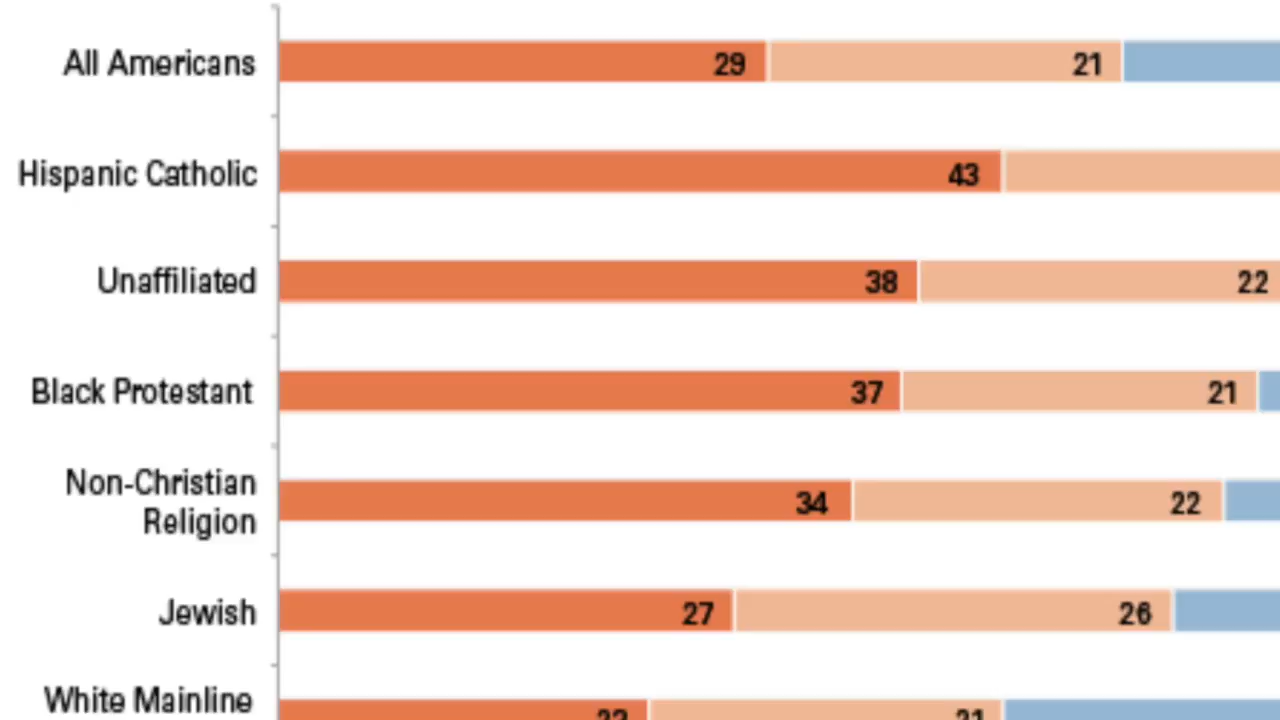 All Americans 29 21
Hispanic Catholic 43
Unaffiliated 38 22
Black Protestant 37 21
Non-Christian
Religion 34 22
Jewish 27 26
White Mainline